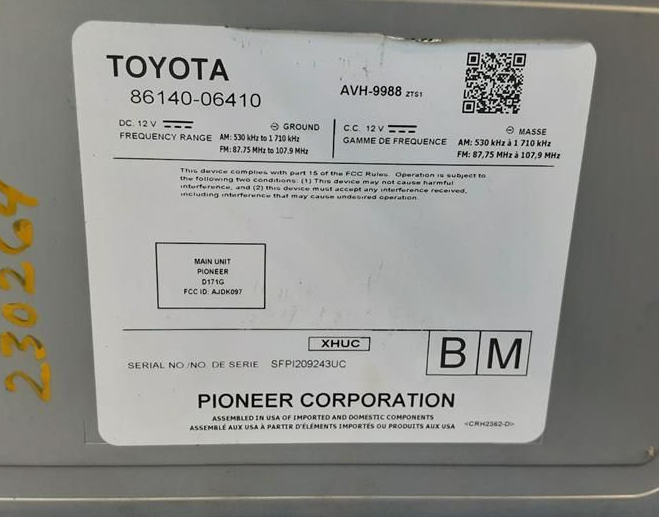 TOYOTA
86140-06410
AVH-9988 ZTS1
DC. 12 V ⊖ GROUND
FREQUENCY RANGE AM: 530 kHz to 1 710 kHz
FM: 87.75 MHz to 107.9 MHz
C.C. 12 V ⊖ MASSE
GAMME DE FREQUENCE AM: 530 kHz à 1 710 kHz
FM: 87,75 MHz à 107,9 MHz
This device complies with part 15 of the FCC Rules. Operation is subject to
the following two conditions: (1) This device may not cause harmful
interference, and (2) this device must accept any interference received,
including interference that may cause undesired operation.
MAIN UNIT
PIONEER
D171G
FCC ID: AJDK097
XHUC
B M
SERIAL NO /NO. DE SERIE SFPI209243UC
PIONEER CORPORATION
ASSEMBLED IN USA OF IMPORTED AND DOMESTIC COMPONENTS
ASSEMBLÉ AUX USA À PARTIR D'ÉLÉMENTS IMPORTÉS OU PRODUITS AUX USA <CRH2362-D>
230264